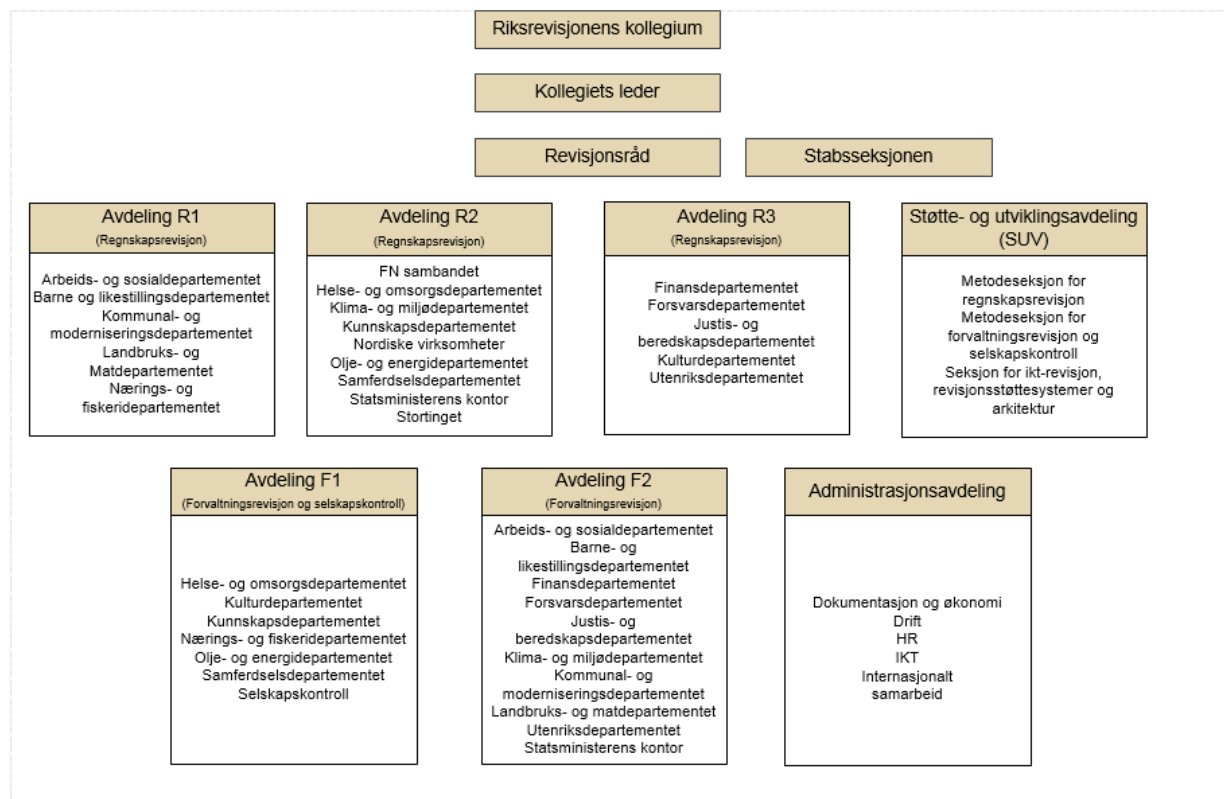 Riksrevisjonens kollegium
Kollegiets leder
Revisjonsråd
Stabsseksjonen
Avdeling R1
(Regnskapsrevisjon)
Arbeids- og sosialdepartementet
Barne og likestillingsdepartementet
Kommunal- og
moderniseringsdepartementet
Landbruks- og
Matdepartementet
Nærings- og
fiskeridepartementet
Avdeling R2
(Regnskapsrevisjon)
FN sambandet
Helse- og omsorgsdepartementet
Klima- og miljødepartementet
Kunnskapsdepartementet
Nordiske virksomheter
Olje- og energidepartementet
Samferdselsdepartementet
Statsministerens kontor
Stortinget
Avdeling R3
(Regnskapsrevisjon)
Finansdepartementet
Forsvarsdepartementet
Justis- og
beredskapsdepartementet
Kulturdepartementet
Utenriksdepartementet
Støtte- og utviklingsavdeling
(SUV)
Metodeseksjon for
regnskapsrevisjon
Metodeseksjon for
forvaltningsrevisjon og
selskapskontroll
Seksjon for ikt-revisjon,
revisjonsstøttesystemer og
arkitektur
Avdeling F1
(Forvaltningsrevisjon og selskapskontroll)
Helse- og omsorgsdepartementet
Kulturdepartementet
Kunnskapsdepartementet
Nærings- og fiskeridepartementet
Olje- og energidepartementet
Samferdselsdepartementet
Selskapskontroll
Avdeling F2
(Forvaltningsrevisjon)
Arbeids- og sosialdepartementet
Barne- og
likestillingsdepartementet
Finansdepartementet
Forsvarsdepartementet
Justis- og
beredskapsdepartementet
Klima- og miljødepartementet
Kommunal- og
moderniseringsdepartementet
Landbruks- og matdepartementet
Utenriksdepartementet
Statsministerens kontor
Administrasjonsavdeling
Dokumentasjon og økonomi
Drift
HR
IKT
Internasjonalt
samarbeid